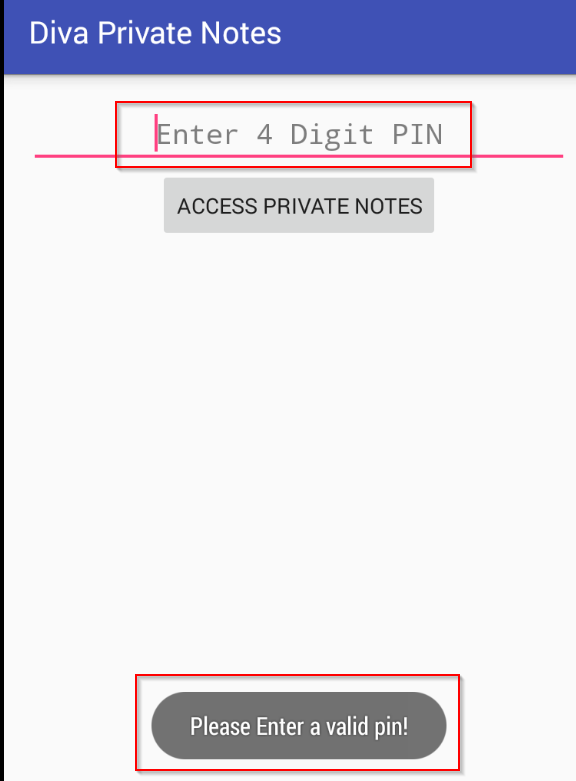 Diva Private Notes
Enter 4 Digit PIN
ACCESS PRIVATE NOTES
Please Enter a valid pin!